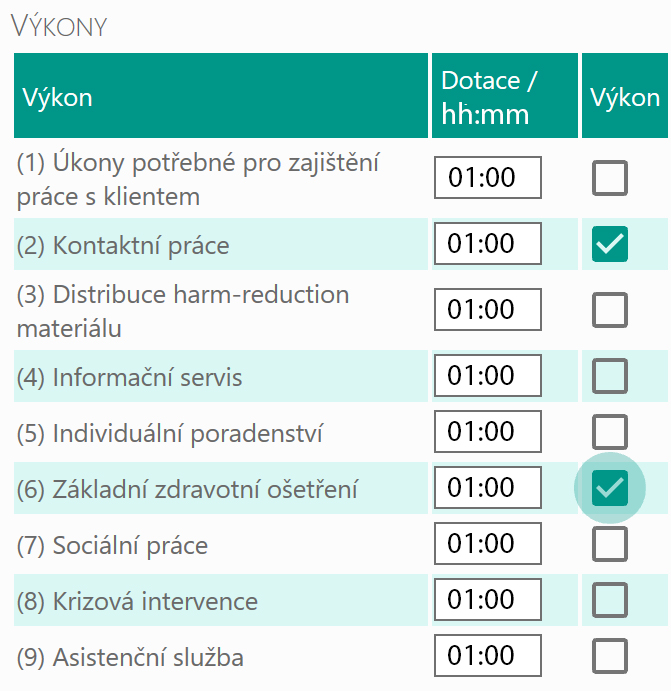 Výkony
Výkon
Dotace /
hh:mm
Výkon
(1) Úkony potřebné pro zajištění
práce s klientem
01:00
(2) Kontaktní práce
01:00
(3) Distribuce harm-reduction
materiálu
01:00
(4) Informační servis
01:00
(5) Individuální poradenství
01:00
(6) Základní zdravotní ošetření
01:00
(7) Sociální práce
01:00
(8) Krizová intervence
01:00
(9) Asistenční služba
01:00